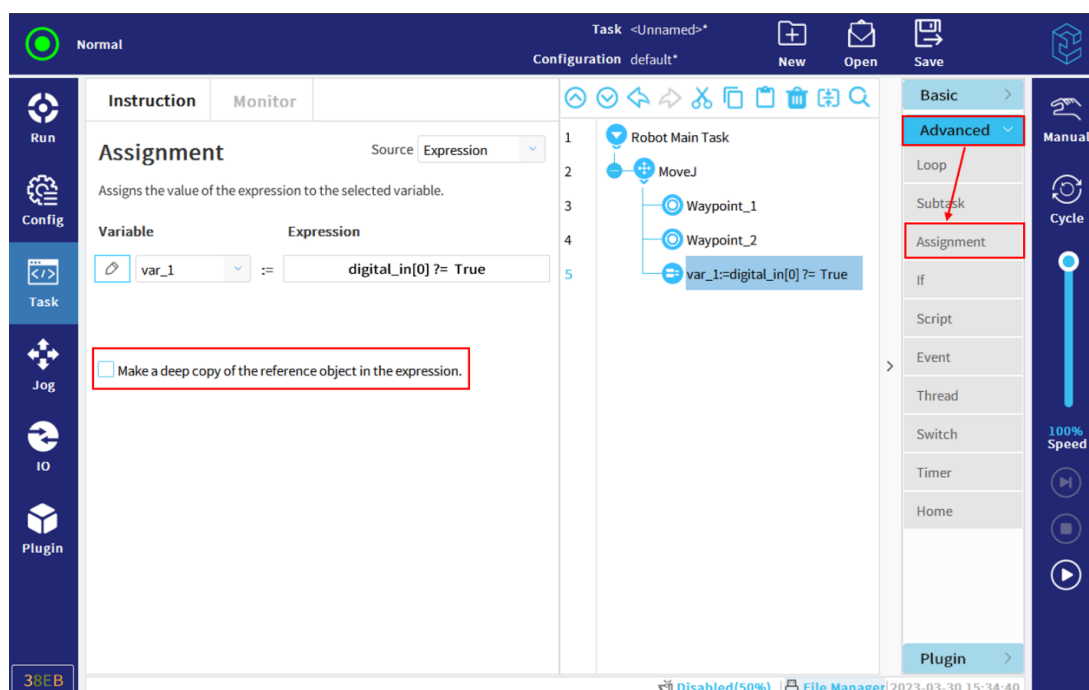 Normal
Task <Unnamed>*
Configuration default*
New
Open
Save
Run
Config
Task
Jog
IO
Plugin
38EB
Instruction
Monitor
Assignment
Source Expression
Assigns the value of the expression to the selected variable.
Variable Expression
var_1 := digital_in[0] ?= True
Make a deep copy of the reference object in the expression.
1 Robot Main Task
2 MoveJ
3 Waypoint_1
4 Waypoint_2
5 var_1:=digital_in[0] ?= True
Basic
Advanced
Loop
Subtask
Assignment
If
Script
Event
Thread
Switch
Timer
Home
Plugin
Manual
Cycle
100%
Speed
Disabled(50%) File Manager 2023-03-30 15:34:40